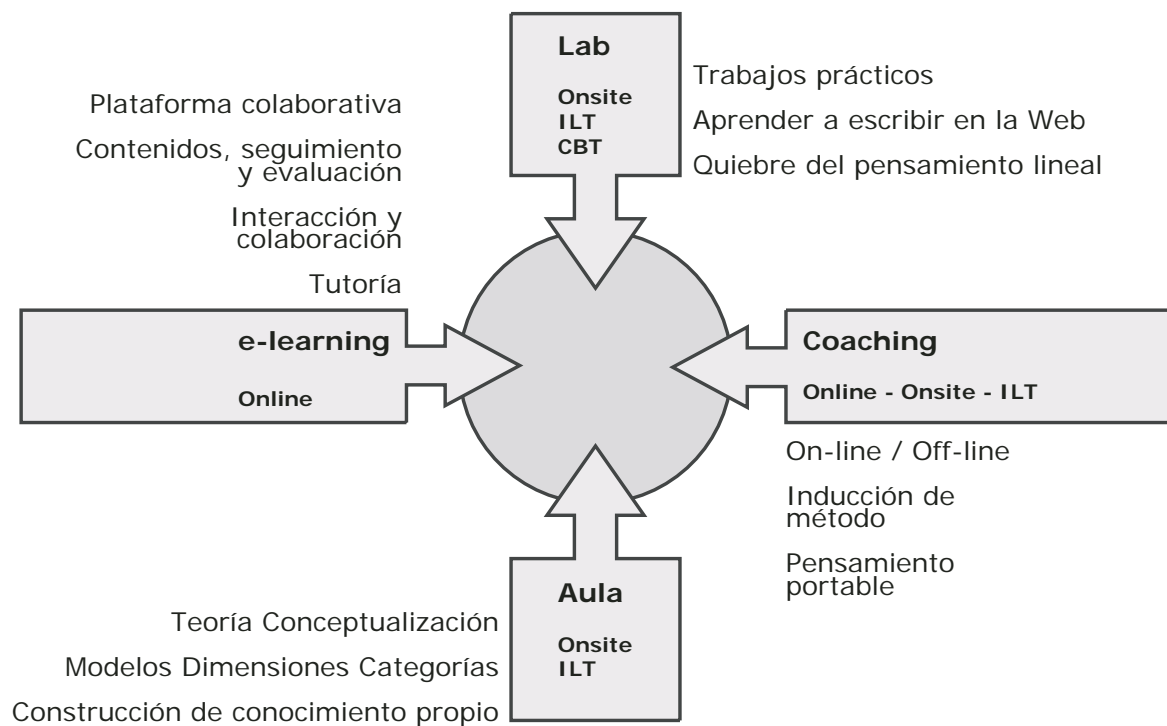 Lab
Onsite
ILT
CBT
Trabajos prácticos
Aprender a escribir en la Web
Quiebre del pensamiento lineal
Plataforma colaborativa
Contenidos, seguimiento
y evaluación
Interacción y
colaboración
Tutoría
e-learning
Online
Coaching
Online - Onsite - ILT
On-line / Off-line
Inducción de
método
Pensamiento
portable
Aula
Onsite
ILT
Teoría Conceptualización
Modelos Dimensiones Categorías
Construcción de conocimiento propio